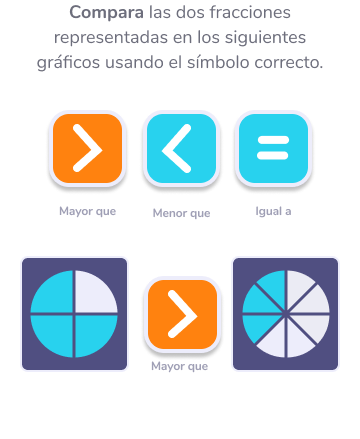 Compara las dos fracciones
representadas en los siguientes
gráficos usando el símbolo correcto.
> < =
Mayor que Menor que Igual a
>
Mayor que